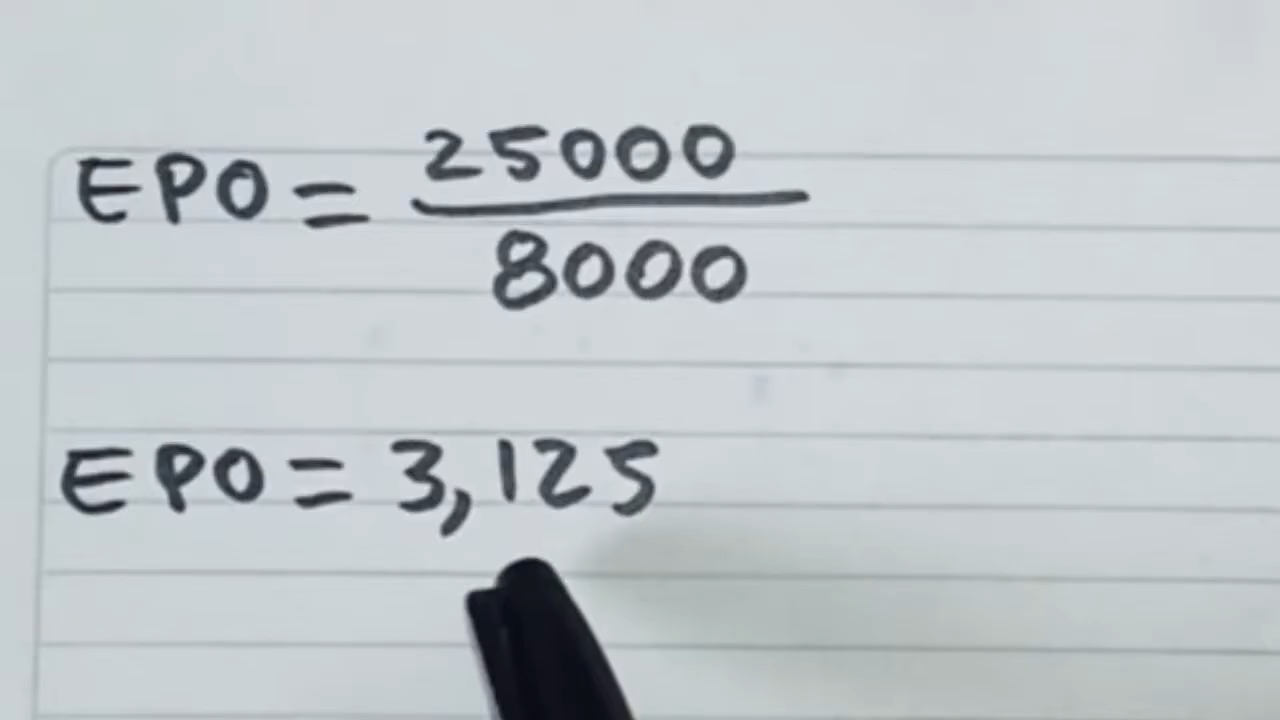 EPO = 25000 / 8000
EPO = 3,125